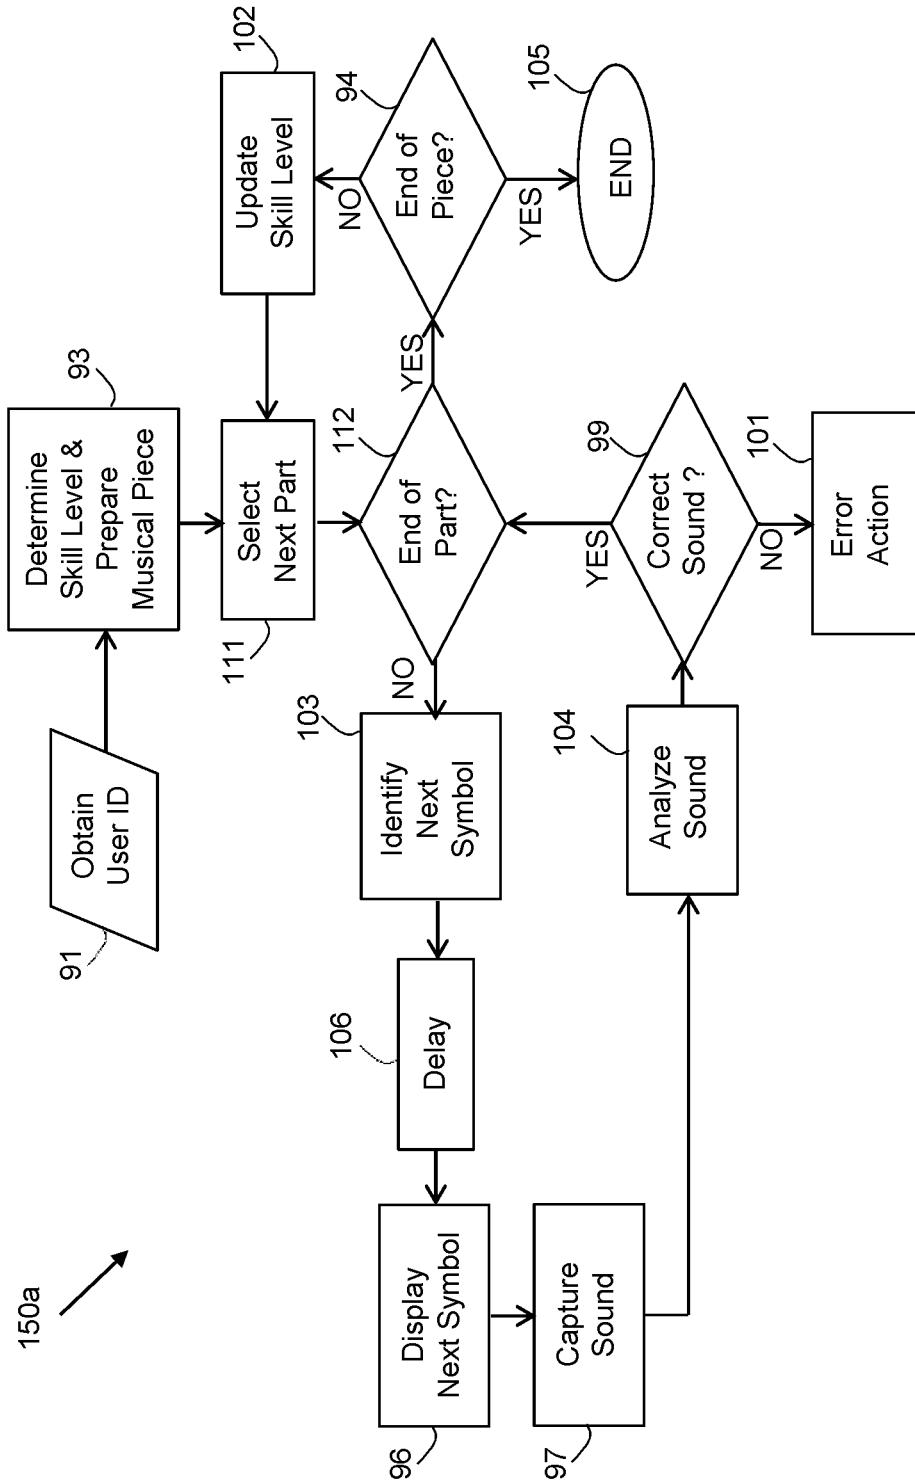 150a
Obtain
User ID
91
Determine
Skill Level &
Prepare
Musical Piece
93
Select
Next Part
111
Update
Skill Level
102
Display
Next Symbol
96
Delay
106
Identify
Next
Symbol
103
NO
End of
Part?
112
YES
End of
Piece?
94
NO
YES
END
105
Capture
Sound
97
Analyze
Sound
104
Correct
Sound ?
99
YES
NO
Error
Action
101